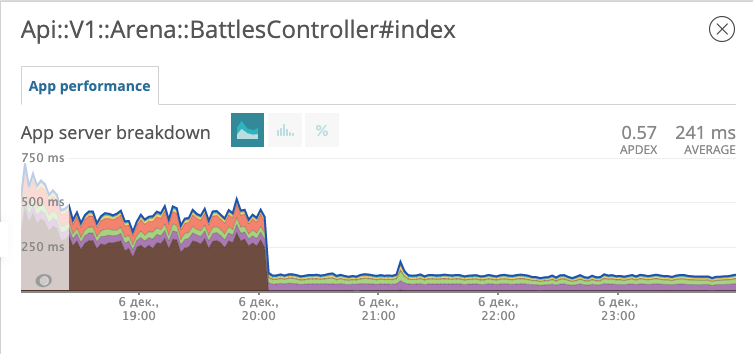 Api::V1::Arena::BattlesController#index
App performance
App server breakdown
%
0.57
APDEX
241 ms
AVERAGE
750 ms
500 ms
250 ms
6 дек.,
19:00
6 дек.,
20:00
6 дек.,
21:00
6 дек.,
22:00
6 дек.,
23:00